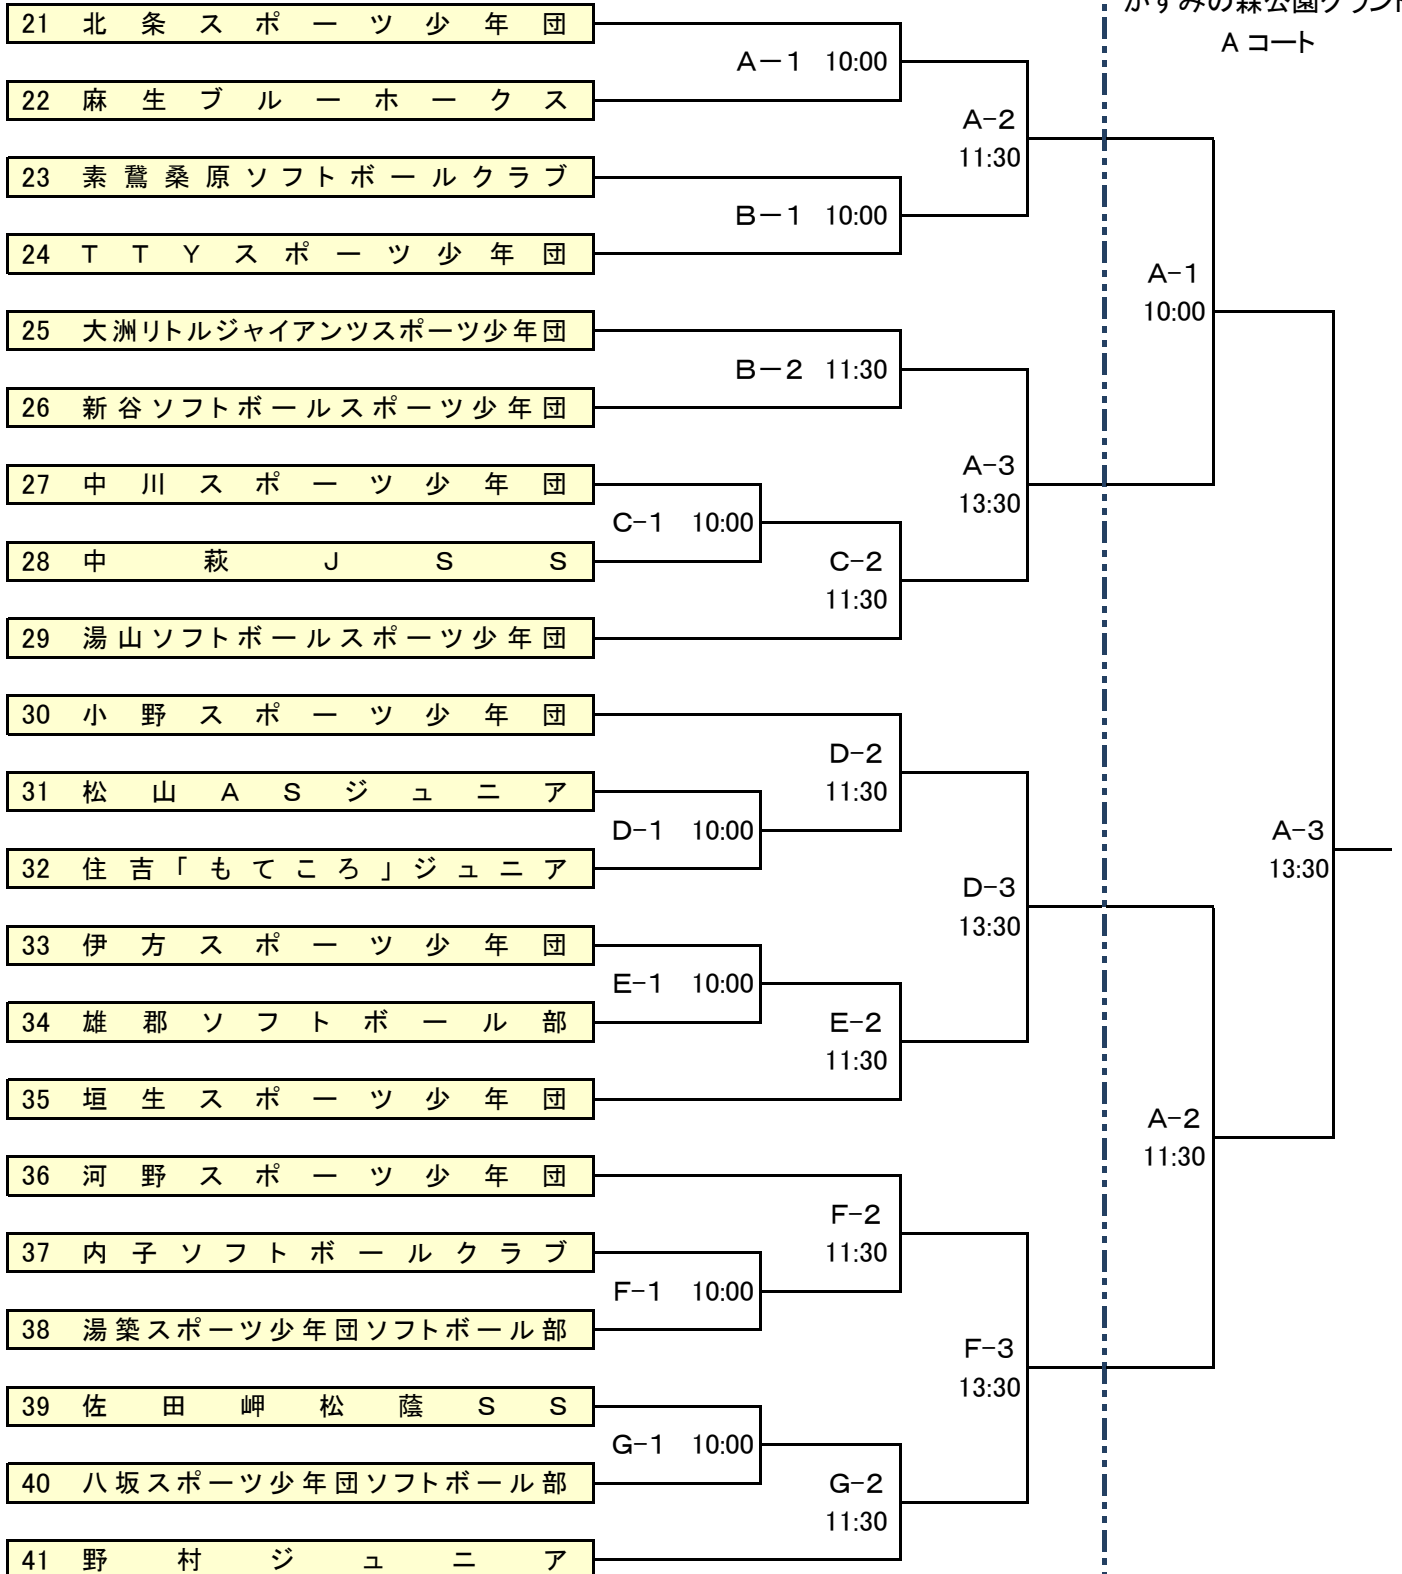 かすみの森公園グランド
A コート
21 北条スポーツ少年団
A－1 10:00
22 麻生ブルーホークス
A-2
11:30
23 素鵞桑原ソフトボールクラブ
B－1 10:00
24 TTYスポーツ少年団
A-1
10:00
25 大洲リトルジャイアンツスポーツ少年団
B－2 11:30
26 新谷ソフトボールスポーツ少年団
A-3
13:30
27 中川スポーツ少年団
C-1 10:00
28 中萩JSS
C-2
11:30
29 湯山ソフトボールスポーツ少年団
30 小野スポーツ少年団
D-2
11:30
31 松山ASジュニア
D-1 10:00
32 住吉「もてころ」ジュニア
A-3
13:30
D-3
13:30
33 伊方スポーツ少年団
E-1 10:00
34 雄郡ソフトボール部
E-2
11:30
35 垣生スポーツ少年団
A-2
11:30
36 河野スポーツ少年団
F-2
11:30
37 内子ソフトボールクラブ
F-1 10:00
38 湯築スポーツ少年団ソフトボール部
F-3
13:30
39 佐田岬松蔭SS
G-1 10:00
40 八坂スポーツ少年団ソフトボール部
G-2
11:30
41 野村ジュニア